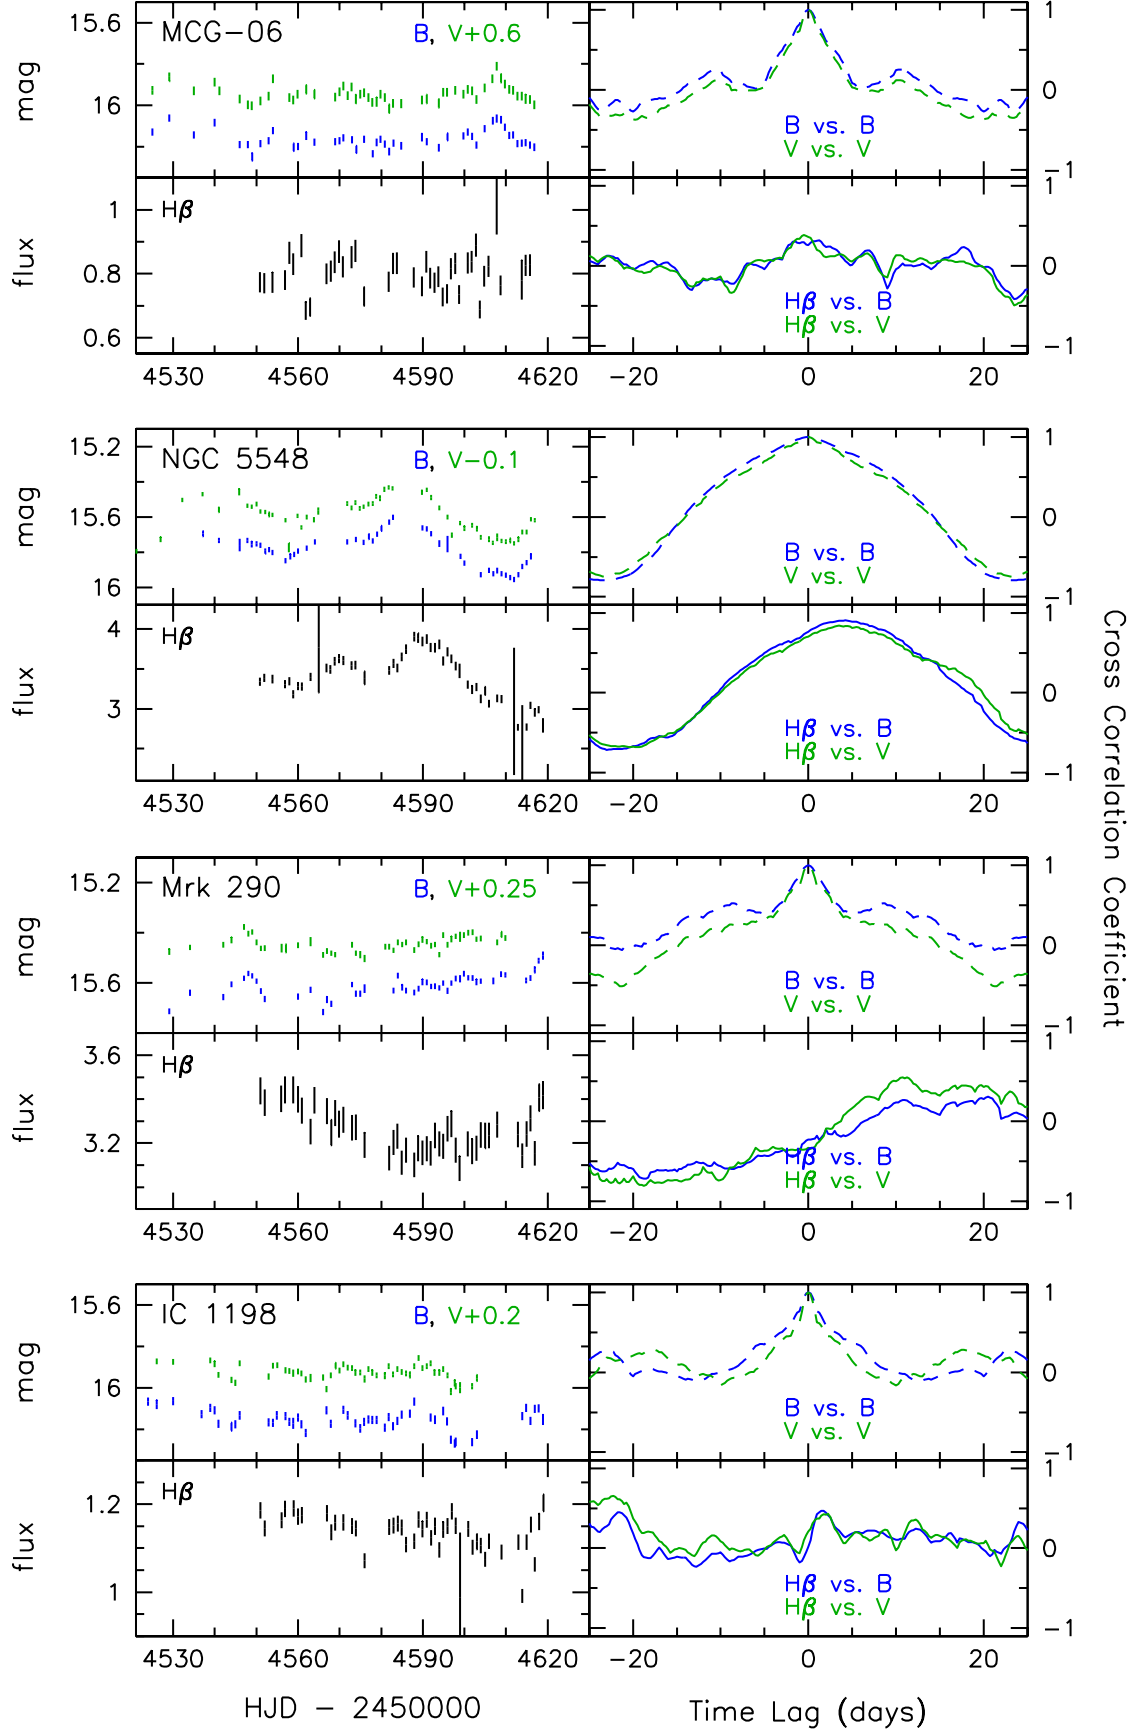 MCG−06
B, V+0.6
15.6
16
mag
1
0
−1
B vs. B
V vs. V
Hβ
1
0.8
0.6
flux
1
0
−1
Hβ vs. B
Hβ vs. V
4530 4560 4590 4620
−20 0 20
NGC 5548
B, V−0.1
15.2
15.6
16
mag
1
0
−1
B vs. B
V vs. V
Hβ
4
3
flux
1
0
−1
Hβ vs. B
Hβ vs. V
4530 4560 4590 4620
−20 0 20
Mrk 290
B, V+0.25
15.2
15.6
mag
1
0
−1
B vs. B
V vs. V
Hβ
3.6
3.2
flux
1
0
−1
Hβ vs. B
Hβ vs. V
4530 4560 4590 4620
−20 0 20
IC 1198
B, V+0.2
15.6
16
mag
1
0
−1
B vs. B
V vs. V
Hβ
1.2
1
flux
1
0
−1
Hβ vs. B
Hβ vs. V
4530 4560 4590 4620
−20 0 20
HJD − 2450000
Time Lag (days)
Cross Correlation Coefficient